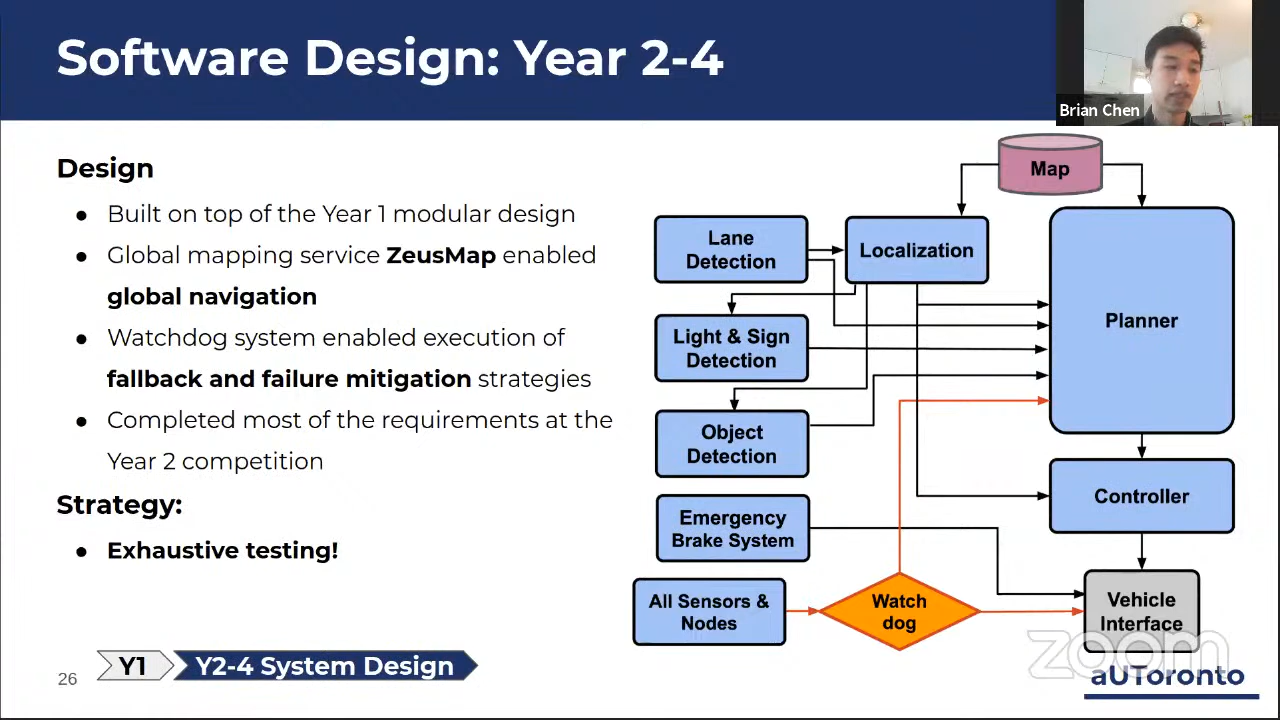 Software Design: Year 2-4
Brian Chen
Design
● Built on top of the Year 1 modular design
● Global mapping service ZeusMap enabled
global navigation
● Watchdog system enabled execution of
fallback and failure mitigation strategies
● Completed most of the requirements at the
Year 2 competition
Strategy:
● Exhaustive testing!
Map
Lane
Detection
Localization
Light & Sign
Detection
Planner
Object
Detection
Emergency
Brake System
Controller
All Sensors &
Nodes
Watch
dog
Vehicle
Interface
zoom
26
Y1
Y2-4 System Design
aUToronto